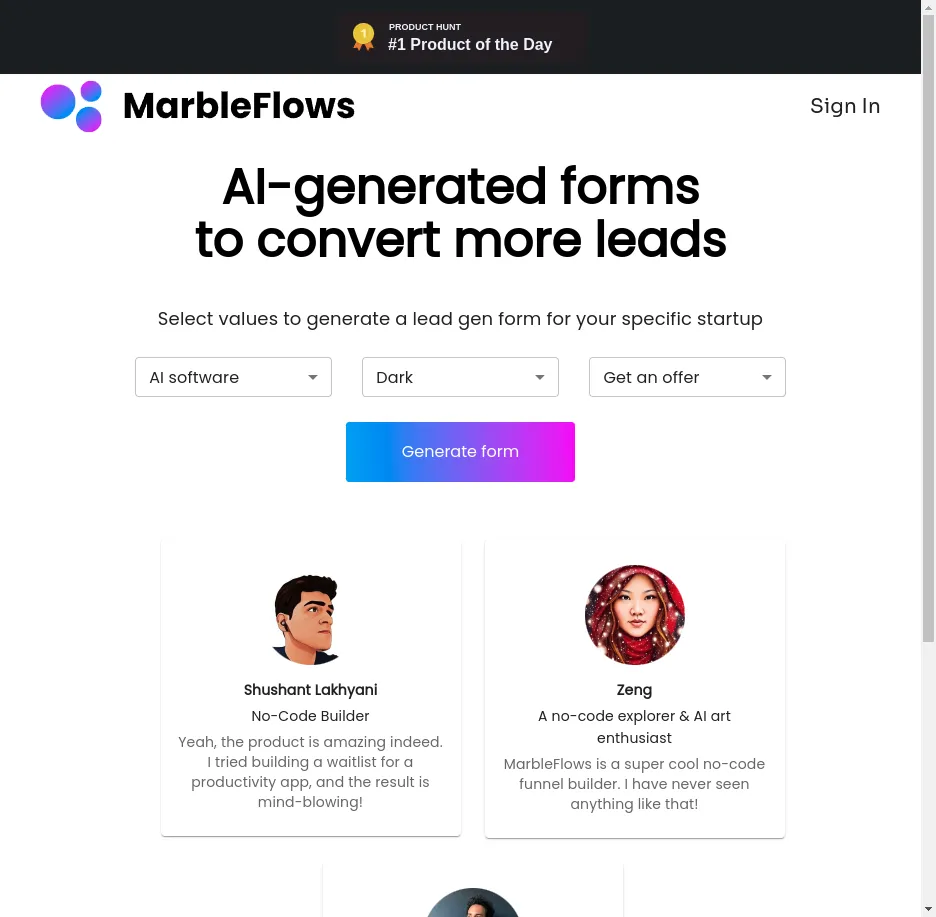 1
PRODUCT HUNT
#1 Product of the Day
MarbleFlows
Sign In
AI-generated forms
to convert more leads
Select values to generate a lead gen form for your specific startup
AI software
Dark
Get an offer
Generate form
Shushant Lakhyani
No-Code Builder
Yeah, the product is amazing indeed.
I tried building a waitlist for a
productivity app, and the result is
mind-blowing!
Zeng
A no-code explorer & AI art
enthusiast
MarbleFlows is a super cool no-code
funnel builder. I have never seen
anything like that!